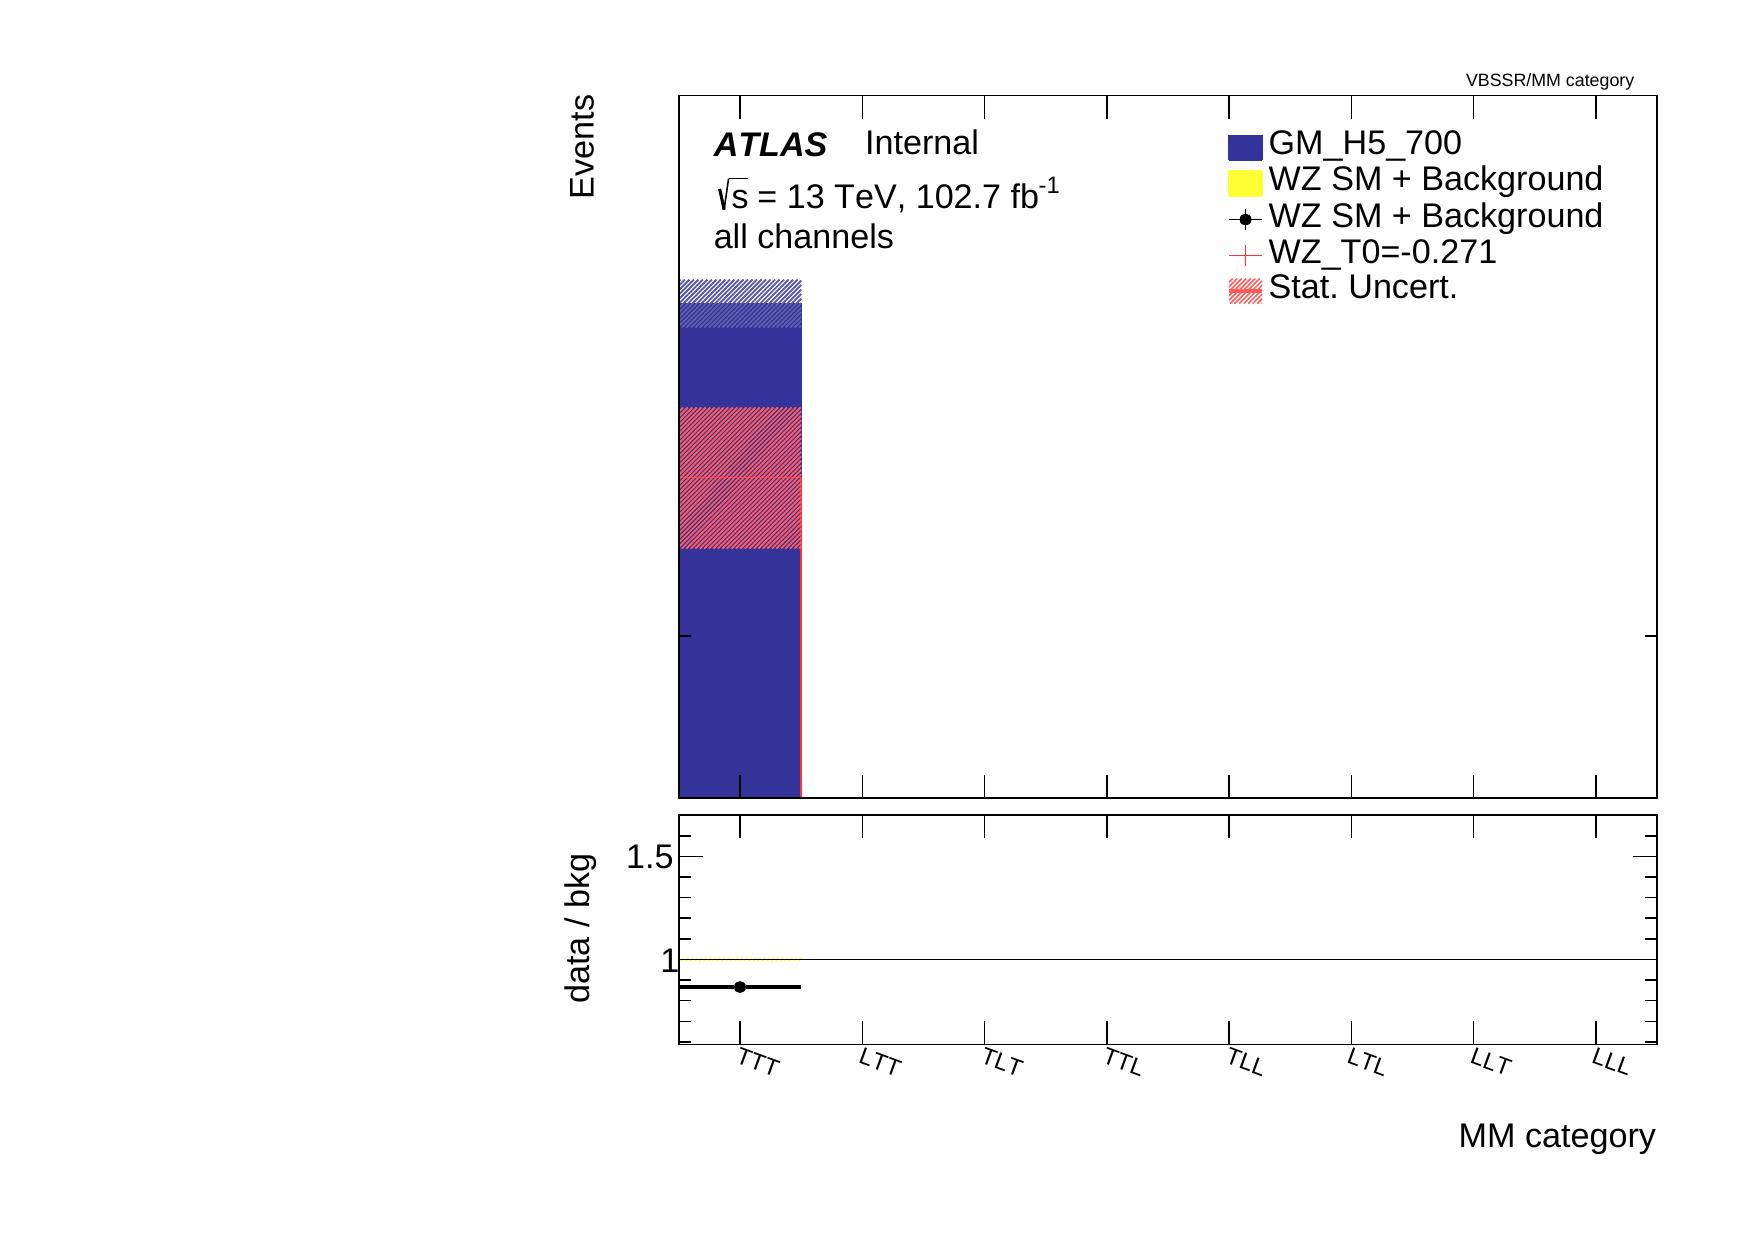 VBSSR/MM category
Events
ATLAS Internal
√s = 13 TeV, 102.7 fb-1
all channels
GM_H5_700
WZ SM + Background
WZ SM + Background
WZ_T0=-0.271
Stat. Uncert.
data / bkg
1.5
1
TTT LTT TLT TTL TLL LTL LLT LLL
MM category